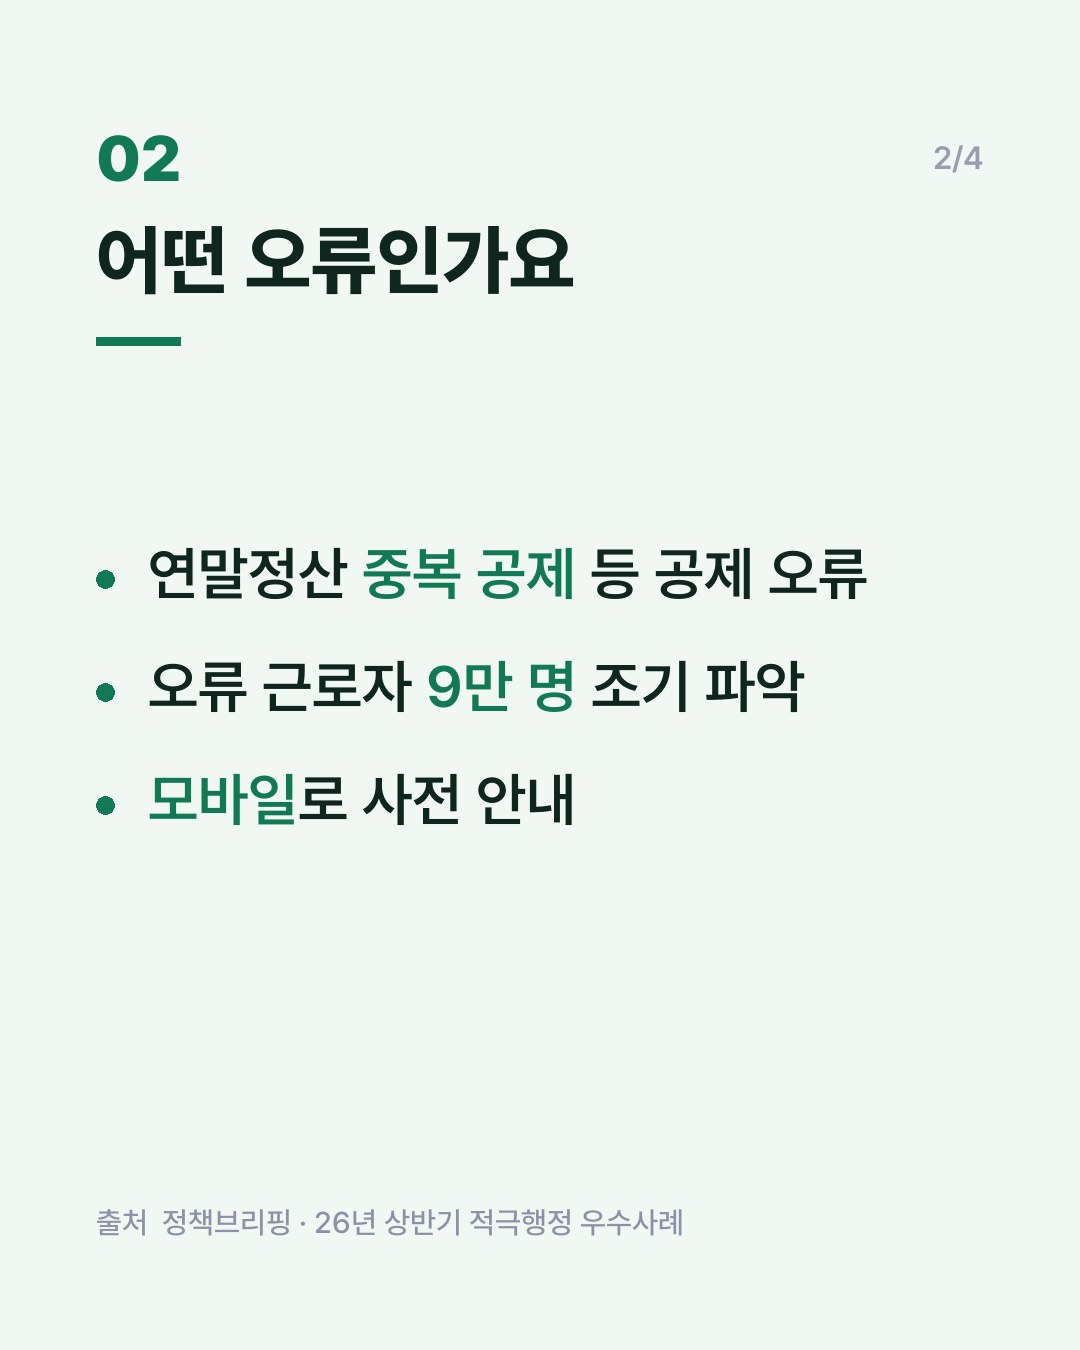 02
2/4
어떤 오류인가요
• 연말정산 중복 공제 등 공제 오류
• 오류 근로자 9만 명 조기 파악
• 모바일로 사전 안내
출처 정책브리핑 · 26년 상반기 적극행정 우수사례